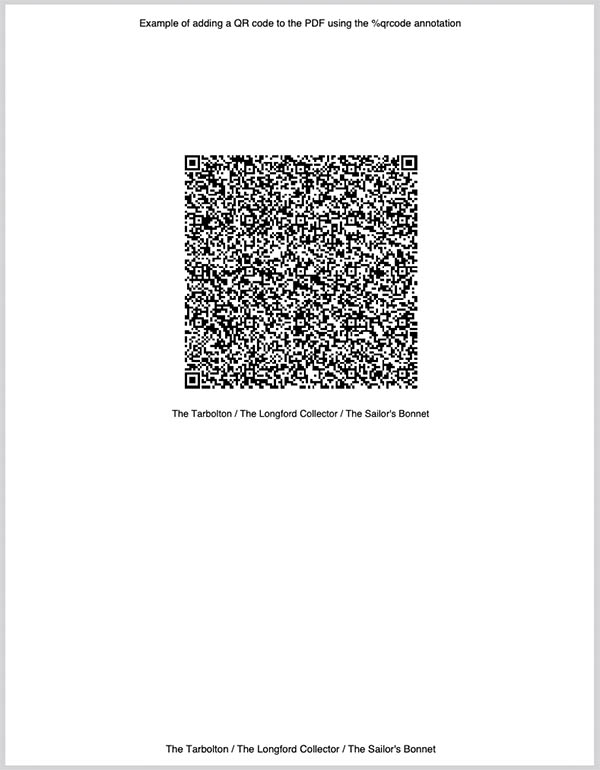 Example of adding a QR code to the PDF using the %qrcode annotation
The Tarbolton / The Longford Collector / The Sailor's Bonnet
The Tarbolton / The Longford Collector / The Sailor's Bonnet